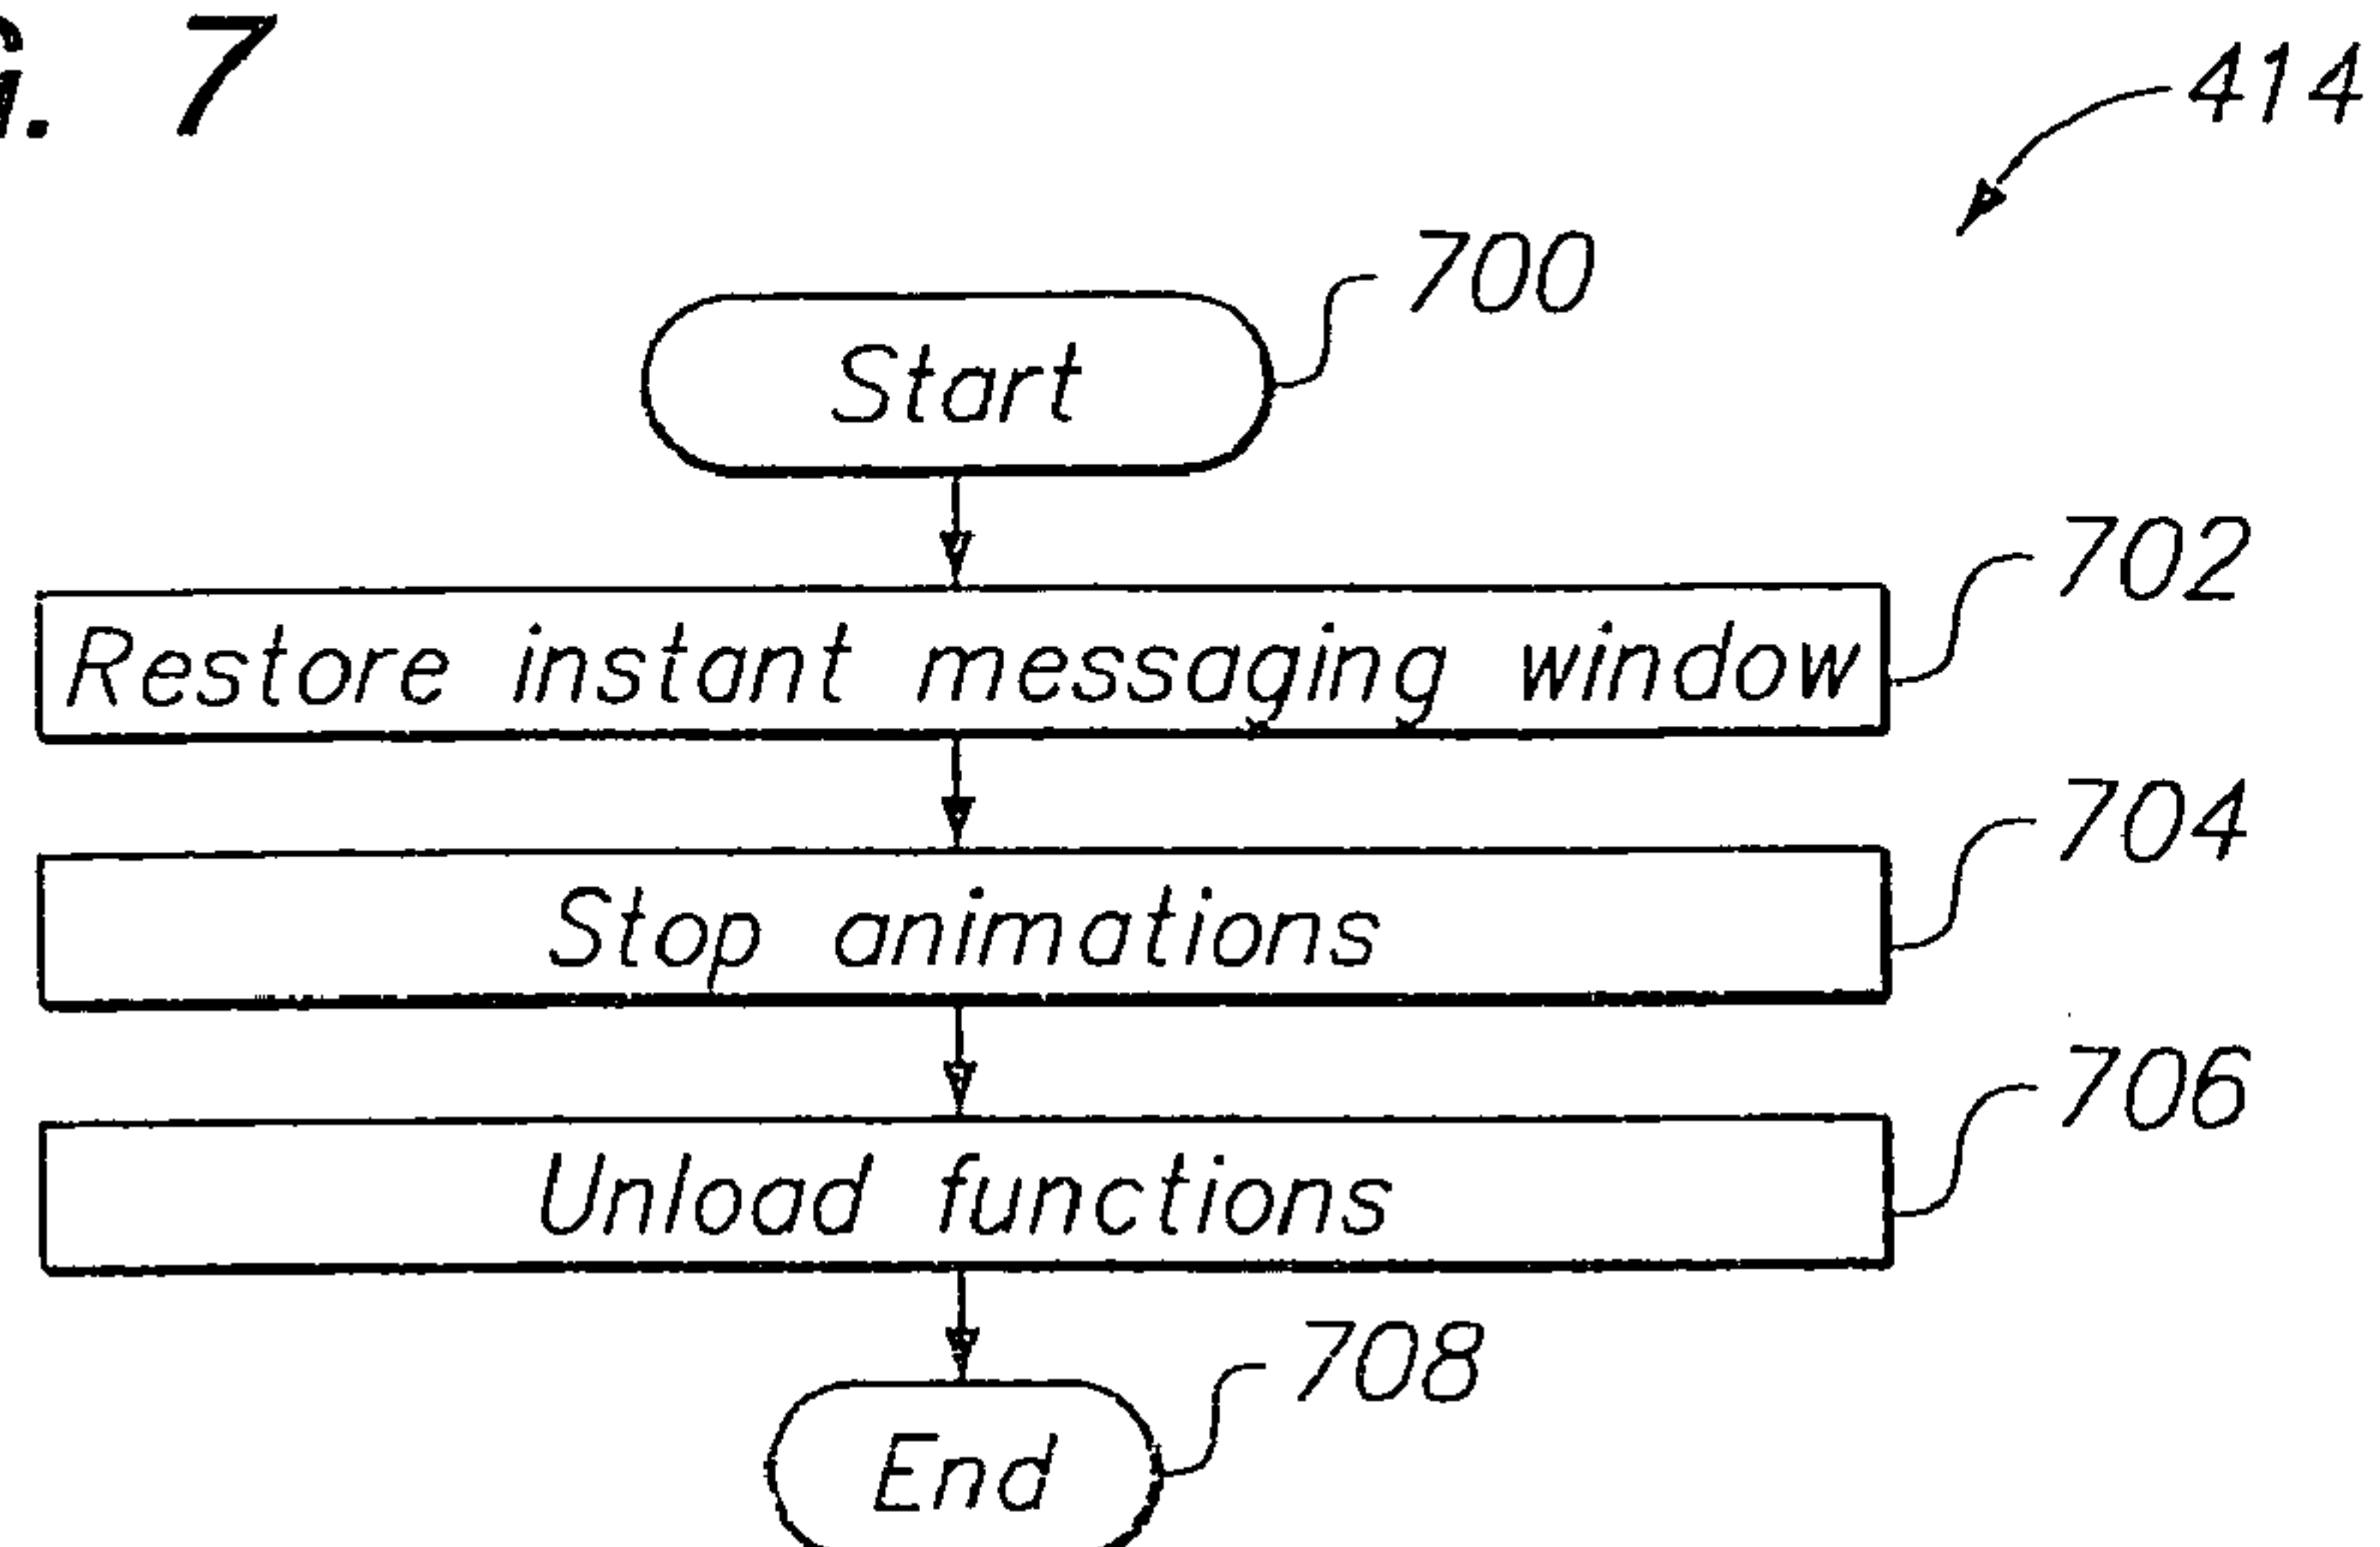 G. 7
414
700
Start
702
Restore instant messaging window
704
Stop animations
706
Unload functions
708
End